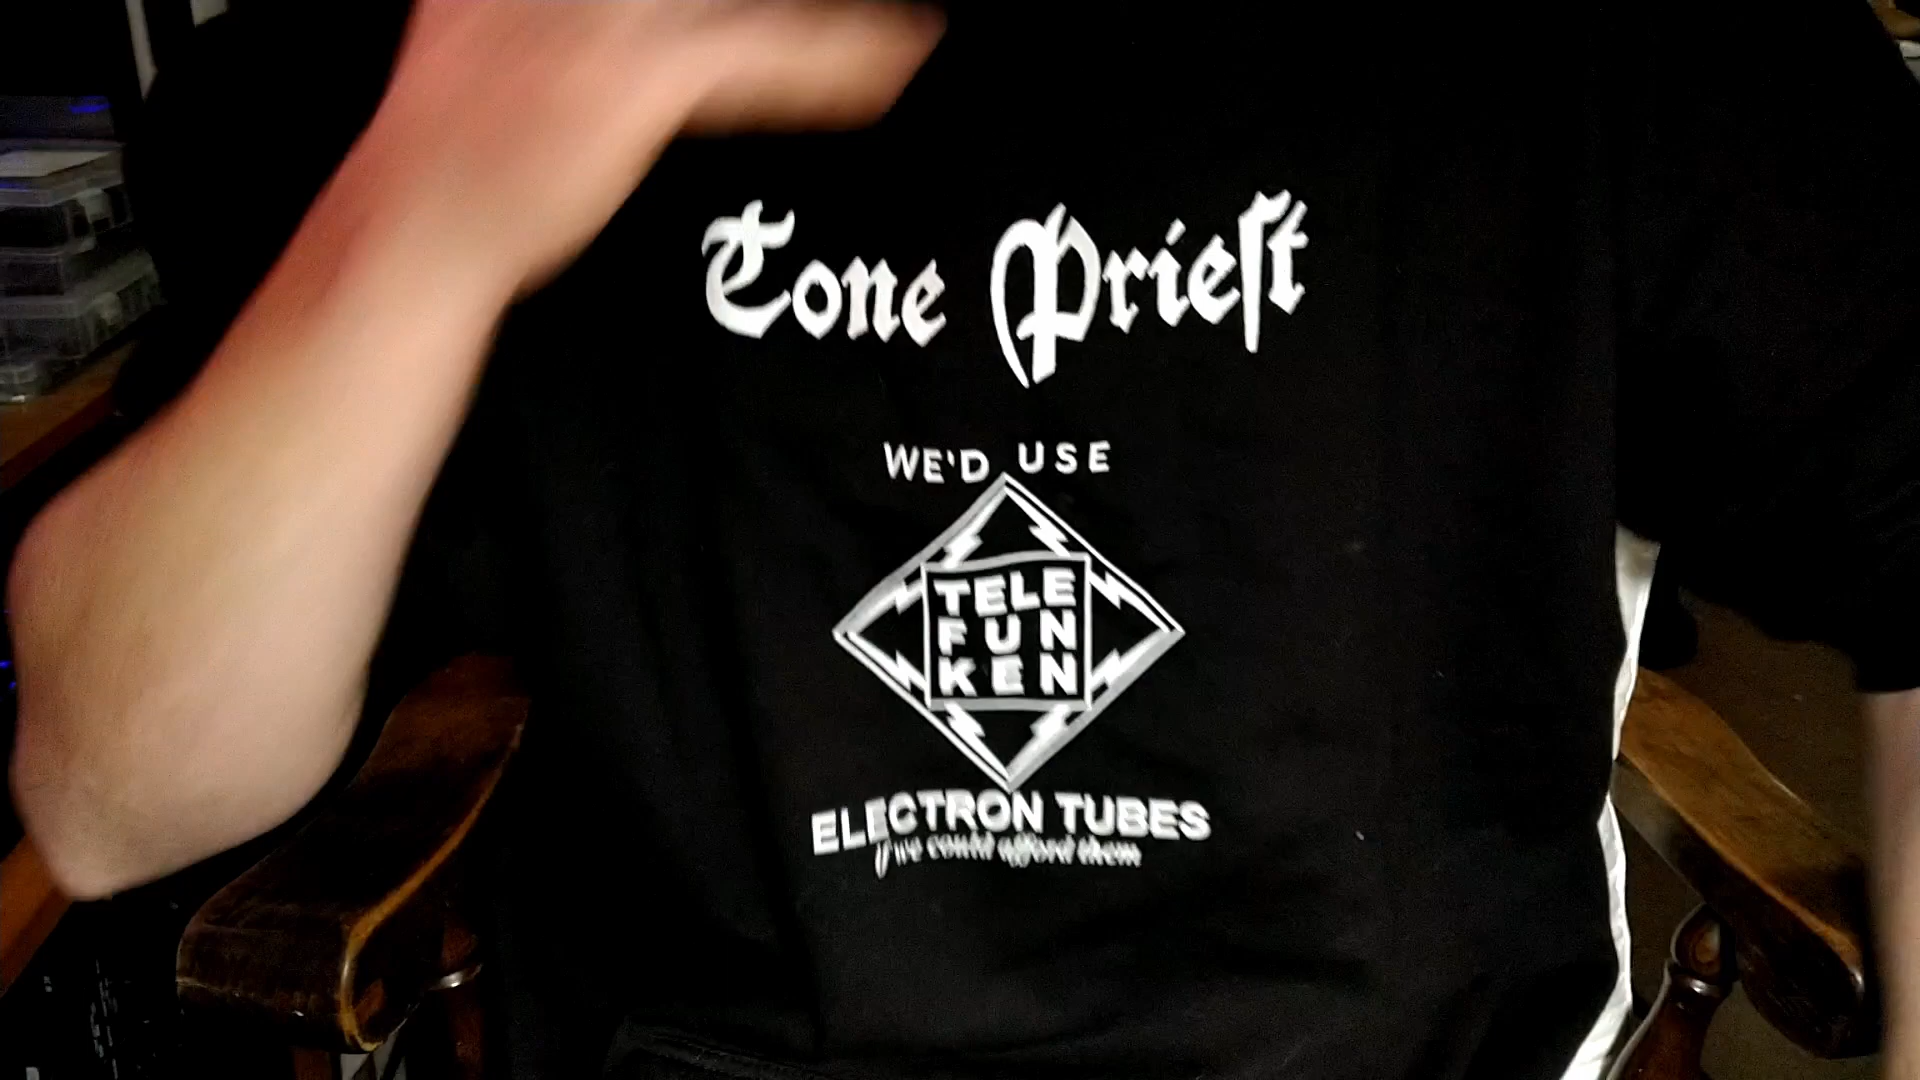 Tone Prieſt
WE'D USE
TELE
FUN
KEN
ELECTRON TUBES
if we could afford them